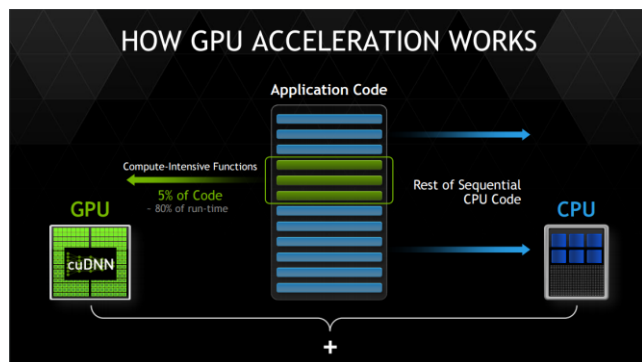 HOW GPU ACCELERATION WORKS
Application Code
Compute-Intensive Functions
5% of Code
~ 80% of run-time
Rest of Sequential
CPU Code
GPU
CPU
cuDNN
+